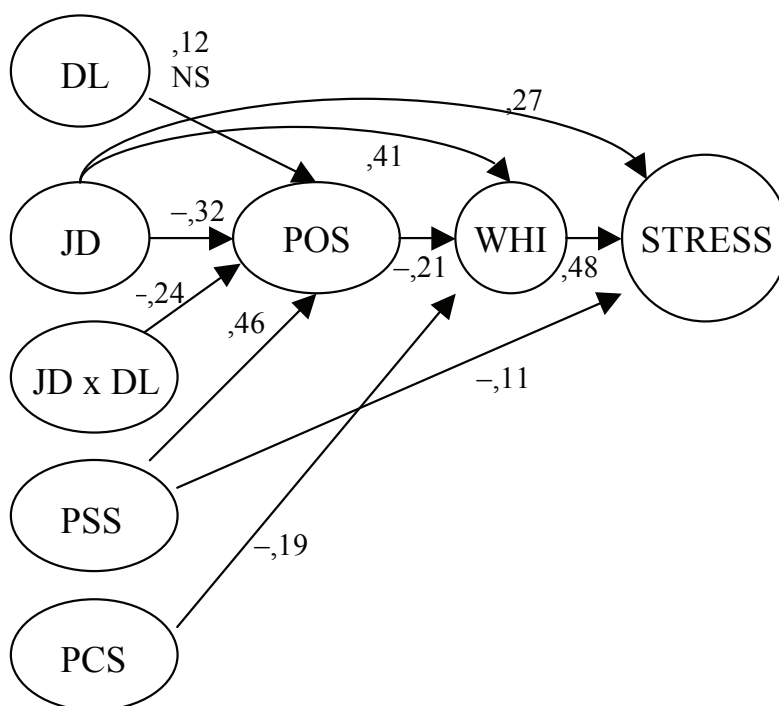 ,12
NS
DL
,27
,41
JD
–,32
POS
–,21
WHI
,48
STRESS
-,24
JD x DL
,46
–,11
PSS
–,19
PCS